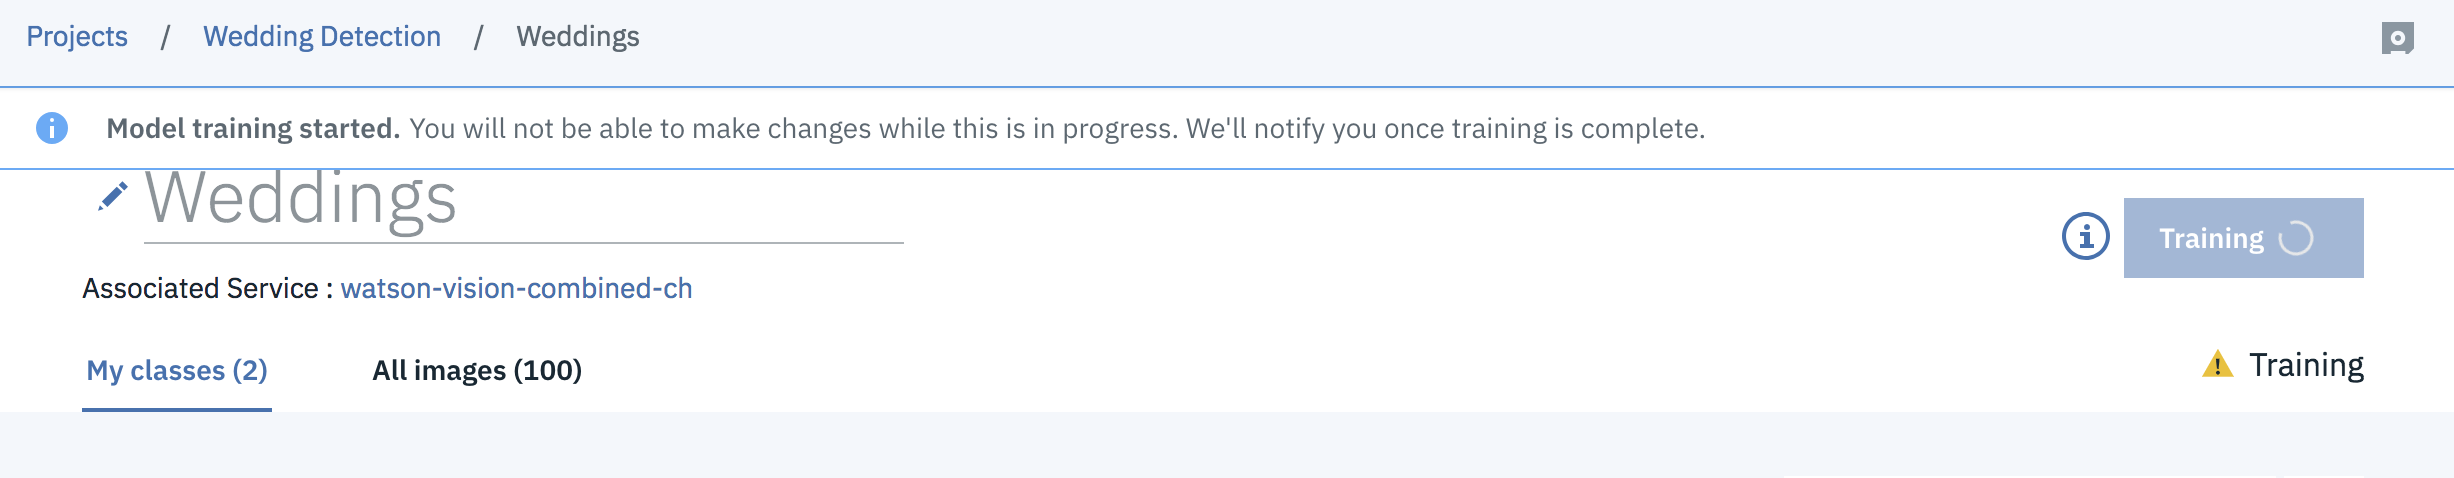 Projects / Wedding Detection / Weddings
Model training started. You will not be able to make changes while this is in progress. We'll notify you once training is complete.
Weddings
Training
Associated Service : watson-vision-combined-ch
My classes (2) All images (100)
Training